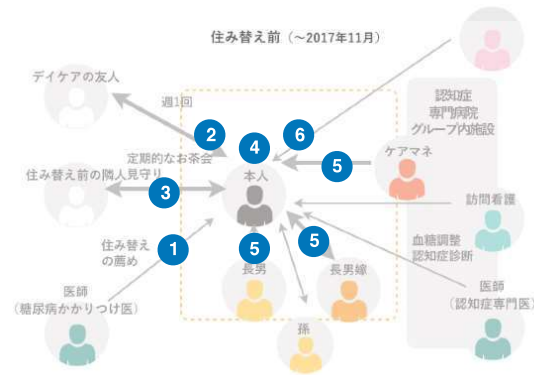 住み替え前（～2017年11月）
デイケアの友人
週1回
認知症
専門病院
グループ内施設
2
4
6
ケアマネ
5
定期的なお茶会
見守り
住み替え前の隣人
3
本人
訪問看護
住み替え
の薦め
1
5
5
血糖調整
認知症診断
長男
長男嫁
医師
（糖尿病かかりつけ医）
医師
（認知症専門医）
孫